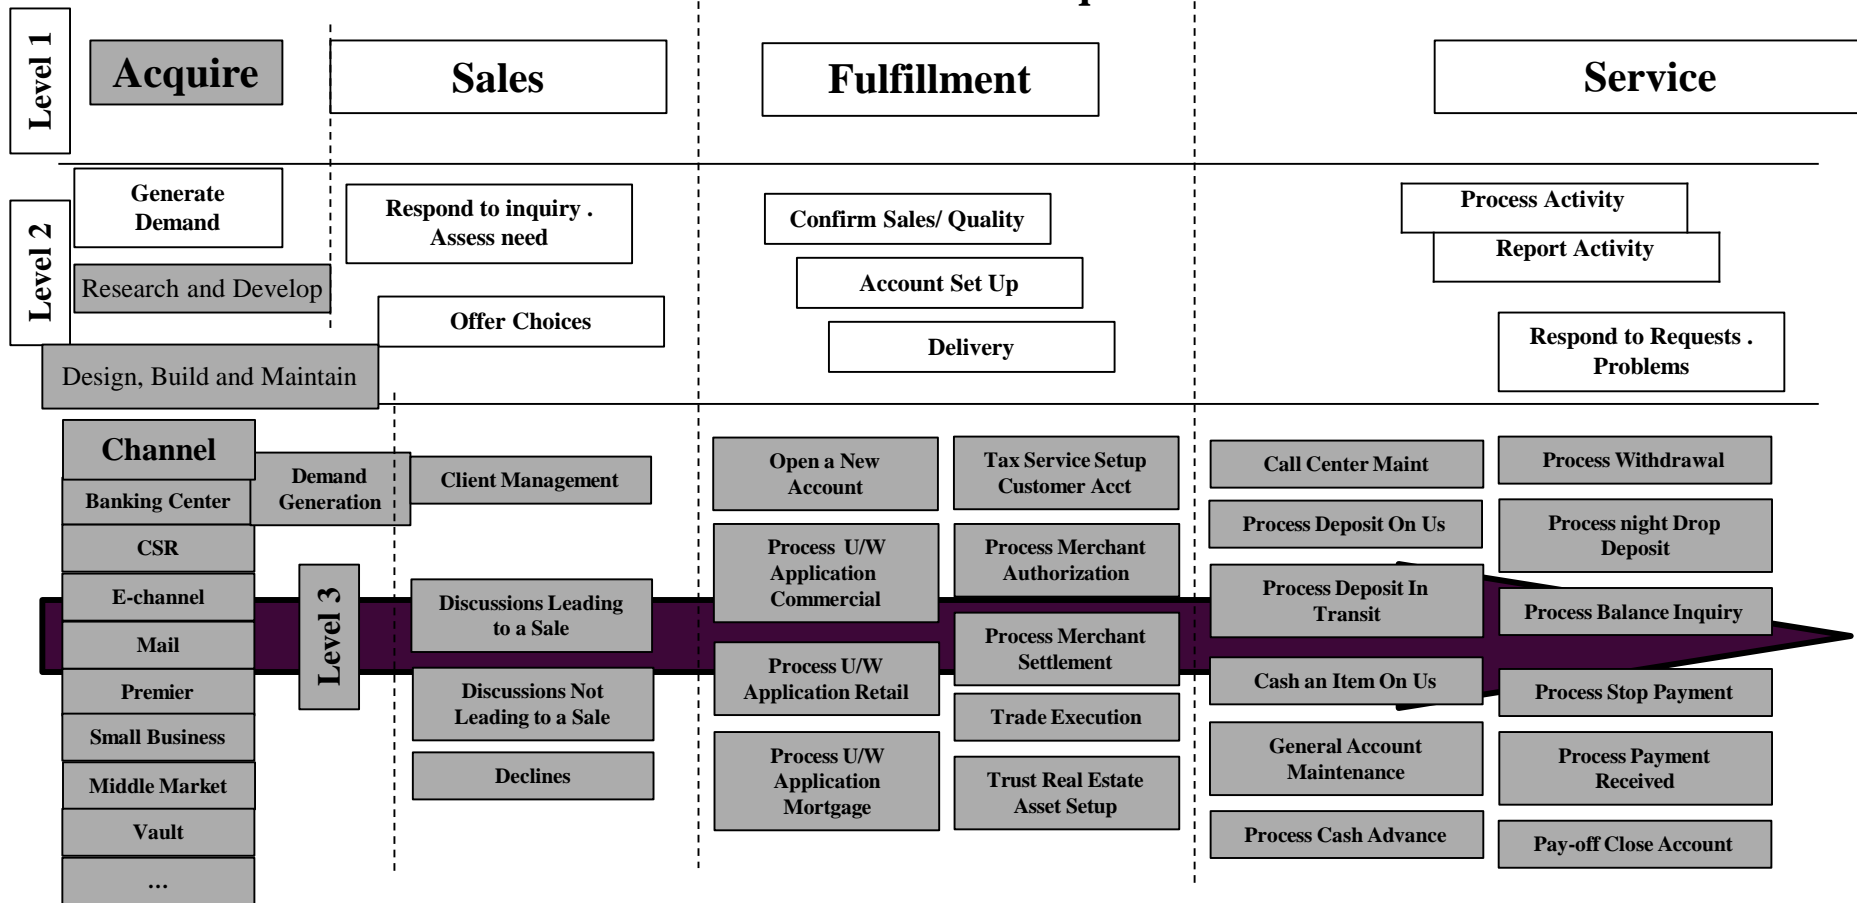 p
Level 1
Acquire
Sales
Fulfillment
Service
Level 2
Generate
Demand
Research and Develop
Design, Build and Maintain
Respond to inquiry .
Assess need
Offer Choices
Confirm Sales/ Quality
Account Set Up
Delivery
Process Activity
Report Activity
Respond to Requests .
Problems
Channel
Banking Center
CSR
E-channel
Mail
Premier
Small Business
Middle Market
Vault
…
Demand
Generation
Level 3
Client Management
Discussions Leading
to a Sale
Discussions Not
Leading to a Sale
Declines
Open a New
Account
Process U/W
Application
Commercial
Process U/W
Application Retail
Process U/W
Application
Mortgage
Tax Service Setup
Customer Acct
Process Merchant
Authorization
Process Merchant
Settlement
Trade Execution
Trust Real Estate
Asset Setup
Call Center Maint
Process Deposit On Us
Process Deposit In
Transit
Cash an Item On Us
General Account
Maintenance
Process Cash Advance
Process Withdrawal
Process night Drop
Deposit
Process Balance Inquiry
Process Stop Payment
Process Payment
Received
Pay-off Close Account